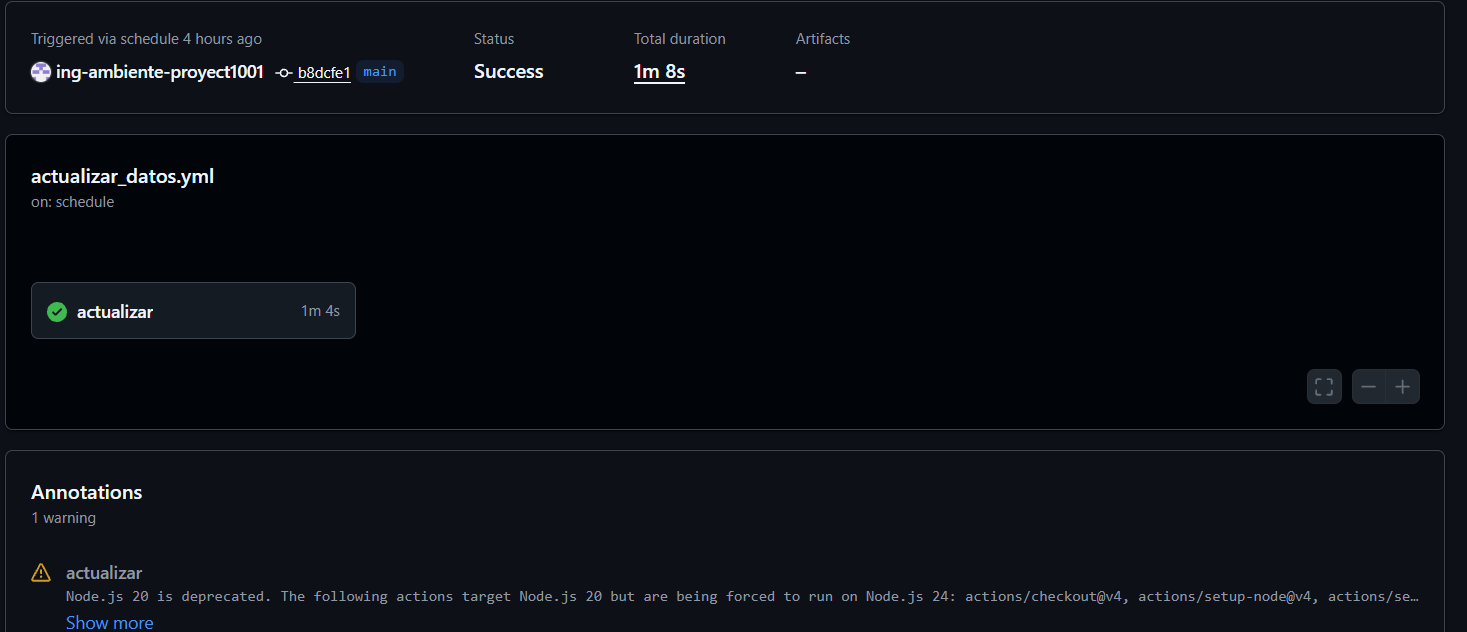 Triggered via schedule 4 hours ago
Status
Total duration
Artifacts
ing-ambiente-proyect1001 b8dcfe1 main
Success
1m 8s
–
actualizar_datos.yml
on: schedule
actualizar 1m 4s
Annotations
1 warning
actualizar
Node.js 20 is deprecated. The following actions target Node.js 20 but are being forced to run on Node.js 24: actions/checkout@v4, actions/setup-node@v4, actions/se…
Show more